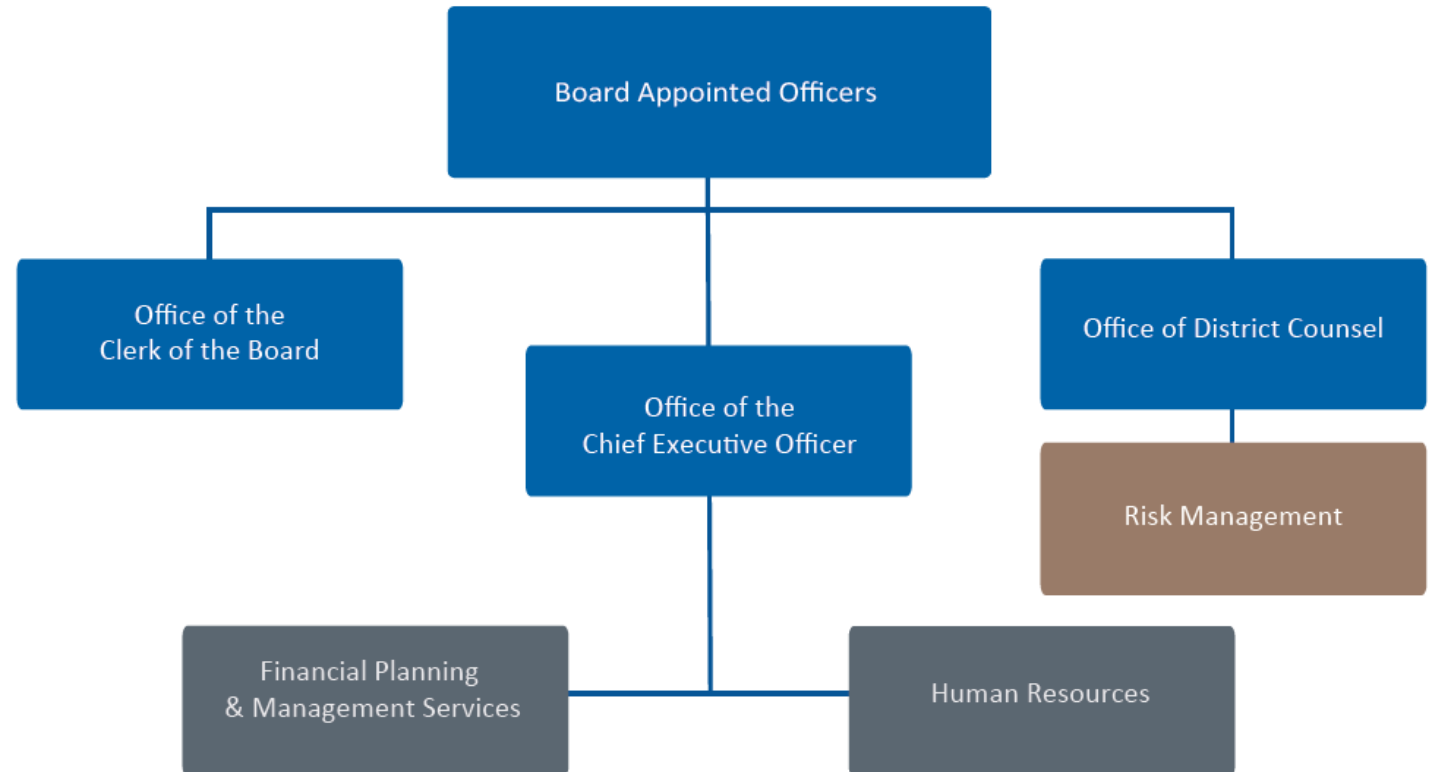 Board Appointed Officers
Office of the
Clerk of the Board
Office of District Counsel
Office of the
Chief Executive Officer
Risk Management
Financial Planning
& Management Services
Human Resources